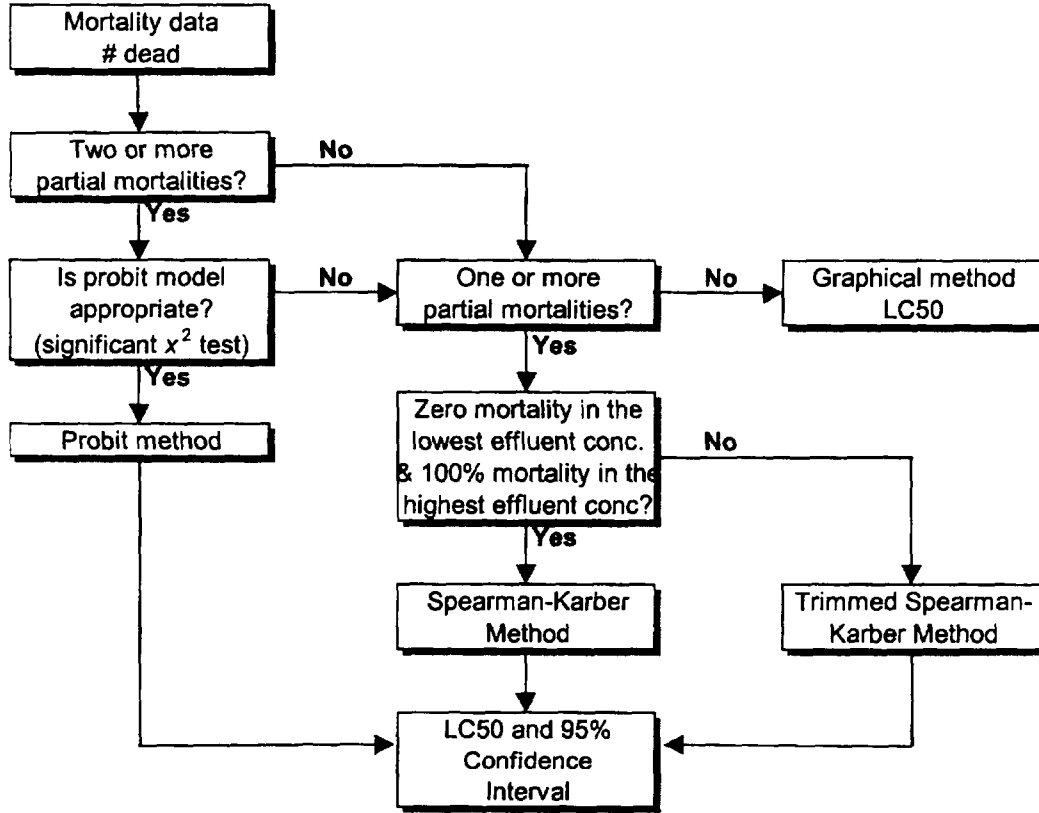 Mortality data
# dead
Two or more
partial mortalities?
No
Yes
Is probit model
appropriate?
(significant x² test)
No
One or more
partial mortalities?
No
Graphical method
LC50
Yes
Yes
Probit method
Zero mortality in the
lowest effluent conc.
& 100% mortality in the
highest effluent conc?
No
Yes
Spearman-Karber
Method
Trimmed Spearman-
Karber Method
LC50 and 95%
Confidence
Interval